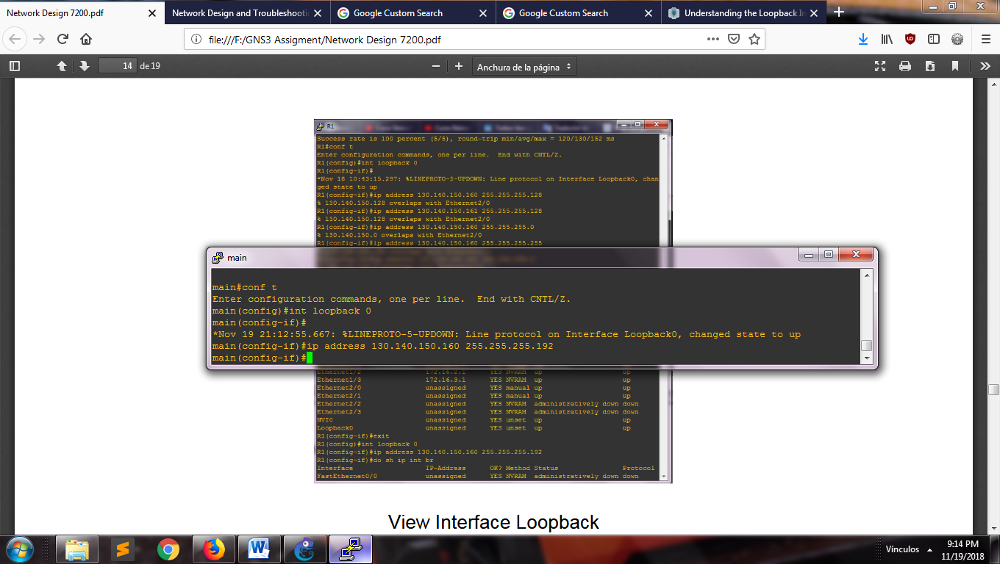 Network Design 7200.pdf
Network Design and Troubleshootin
Google Custom Search
Google Custom Search
Understanding the Loopback In
file:///F:/GNS3 Assigment/Network Design 7200.pdf
14 de 19
Anchura de la página
R1
Success rate is 100 percent (5/5), round-trip min/avg/max = 120/130/152 ms
R1#conf t
Enter configuration commands, one per line. End with CNTL/Z.
R1(config)#int loopback 0
R1(config-if)#
*Nov 18 10:43:15.297: %LINEPROTO-5-UPDOWN: Line protocol on Interface Loopback0, chan
ged state to up
R1(config-if)#ip address 130.140.150.160 255.255.255.128
% 130.140.150.128 overlaps with Ethernet2/0
R1(config-if)#ip address 130.140.150.161 255.255.255.128
% 130.140.150.128 overlaps with Ethernet2/0
R1(config-if)#ip address 130.140.150.160 255.255.255.0
% 130.140.150.0 overlaps with Ethernet2/0
R1(config-if)#ip address 130.140.150.160 255.255.255.255
main
main#conf t
Enter configuration commands, one per line. End with CNTL/Z.
main(config)#int loopback 0
main(config-if)#
*Nov 19 21:12:55.667: %LINEPROTO-5-UPDOWN: Line protocol on Interface Loopback0, changed state to up
main(config-if)#ip address 130.140.150.160 255.255.255.192
main(config-if)#
Ethernet1/2 172.16.2.1 YES NVRAM up up
Ethernet1/3 172.16.3.1 YES NVRAM up up
Ethernet2/0 unassigned YES manual up up
Ethernet2/1 unassigned YES manual up up
Ethernet2/2 unassigned YES NVRAM administratively down down
Ethernet2/3 unassigned YES NVRAM administratively down down
NVI0 unassigned YES unset up up
Loopback0 unassigned YES unset up up
R1(config-if)#exit
R1(config)#int loopback 0
R1(config-if)#ip address 130.140.150.160 255.255.255.192
R1(config-if)#do sh ip int br
Interface IP-Address OK? Method Status Protocol
FastEthernet0/0 unassigned YES NVRAM administratively down down
View Interface Loopback
Vínculos
9:14 PM
11/19/2018